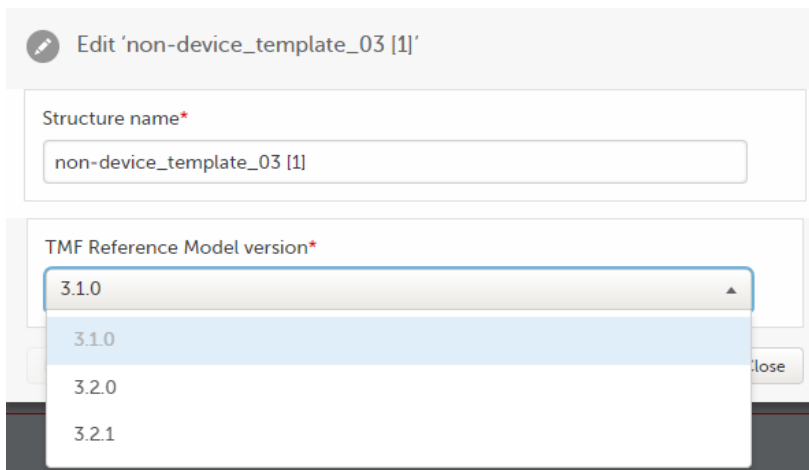 Edit ‘non-device_template_03 [1]’
Structure name*
non-device_template_03 [1]
TMF Reference Model version*
3.1.0
3.1.0
3.2.0
3.2.1